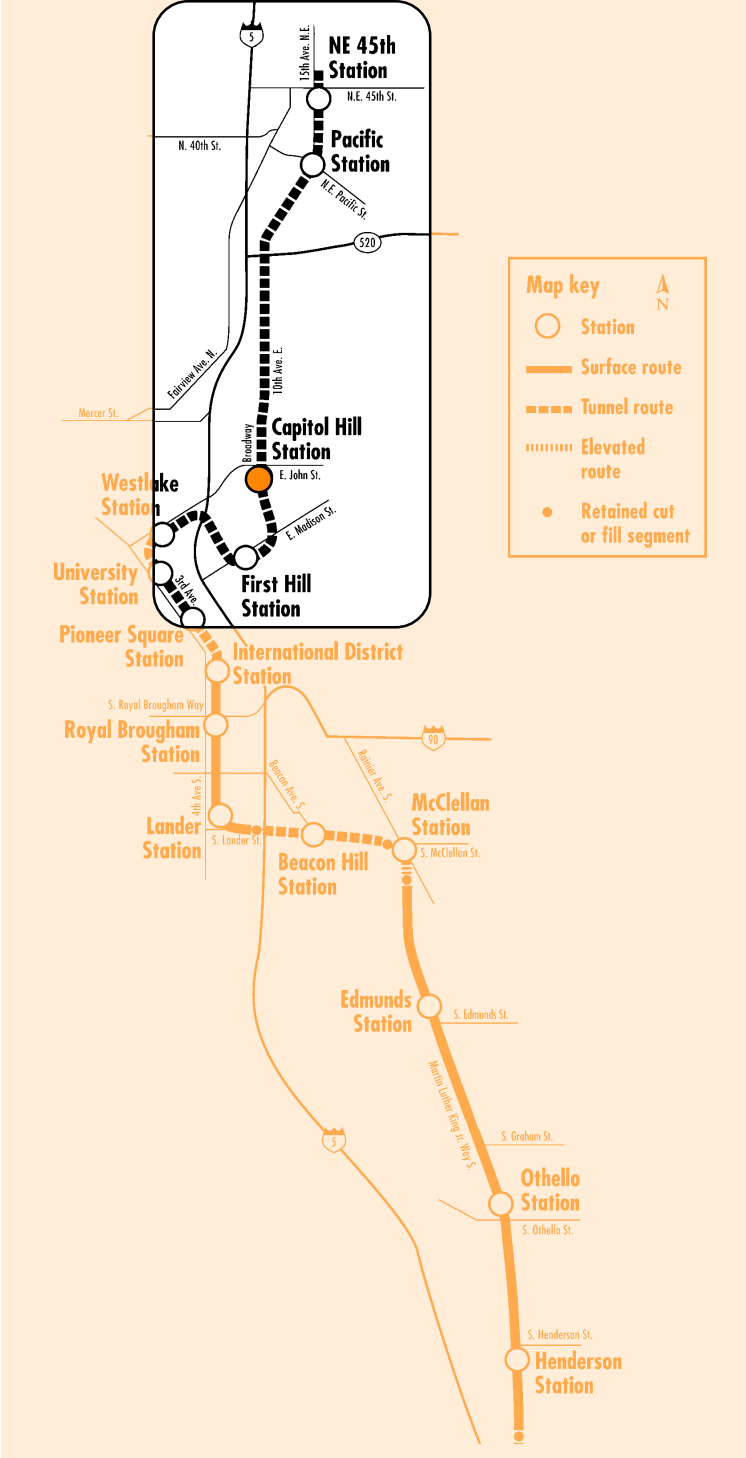 5
15th Ave. N.E.
NE 45th
Station
N.E. 45th St.
N. 40th St.
Pacific
Station
N.E. Pacific St.
520
Map key
N
Station
Surface route
Tunnel route
Elevated
route
Retained cut
or fill segment
Fairview Ave. N.
10th Ave. E.
Mercer St.
Broadway
Capitol Hill
Station
E. John St.
Westlake
Station
E. Madison St.
University
Station
3rd Ave.
First Hill
Station
Pioneer Square
Station
International District
Station
S. Royal Brougham Way
Royal Brougham
Station
90
Rainier Ave. S.
Beacon Ave. S.
4th Ave S.
McClellan
Station
Lander
Station
S. Lander St.
S. McClellan St.
Beacon Hill
Station
Edmunds
Station
S. Edmunds St.
Martin Luther King Jr. Way S.
5
S. Graham St.
Othello
Station
S. Othello St.
S. Henderson St.
Henderson
Station